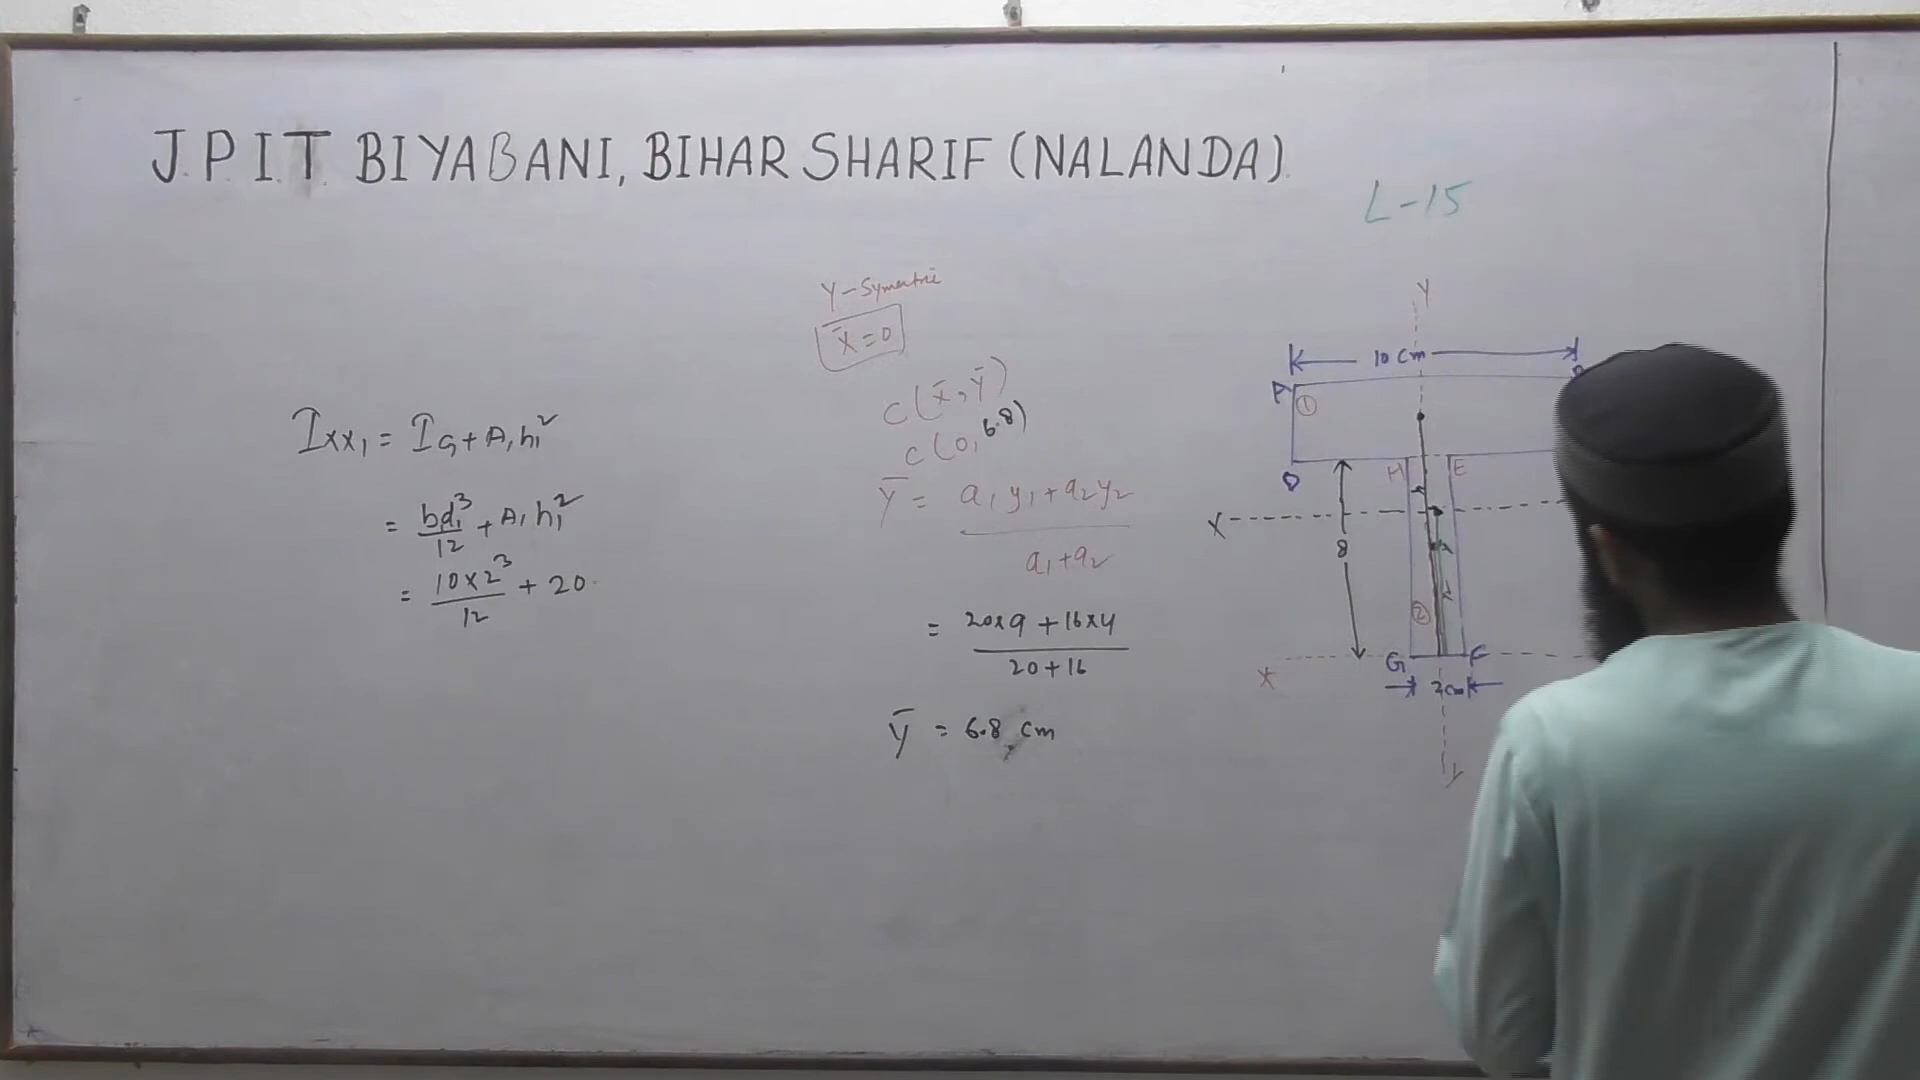 J.P.I.T. BIYABANI, BIHAR SHARIF (NALANDA).
L-15
Y-Symertric
x̄ = 0
C(x̄, ȳ)
C(0, 6.8)
ȳ = a₁y₁ + a₂y₂
a₁ + a₂
= 20×9 + 16×4
20 + 16
ȳ = 6.8 cm
Ixx₁ = IG + A₁h₁²
= bd₁³/12 + A₁h₁²
= 10×2³/12 + 20
Y
10 cm
A
①
D
H
E
X
8
②
G
F
X
2cm
Y